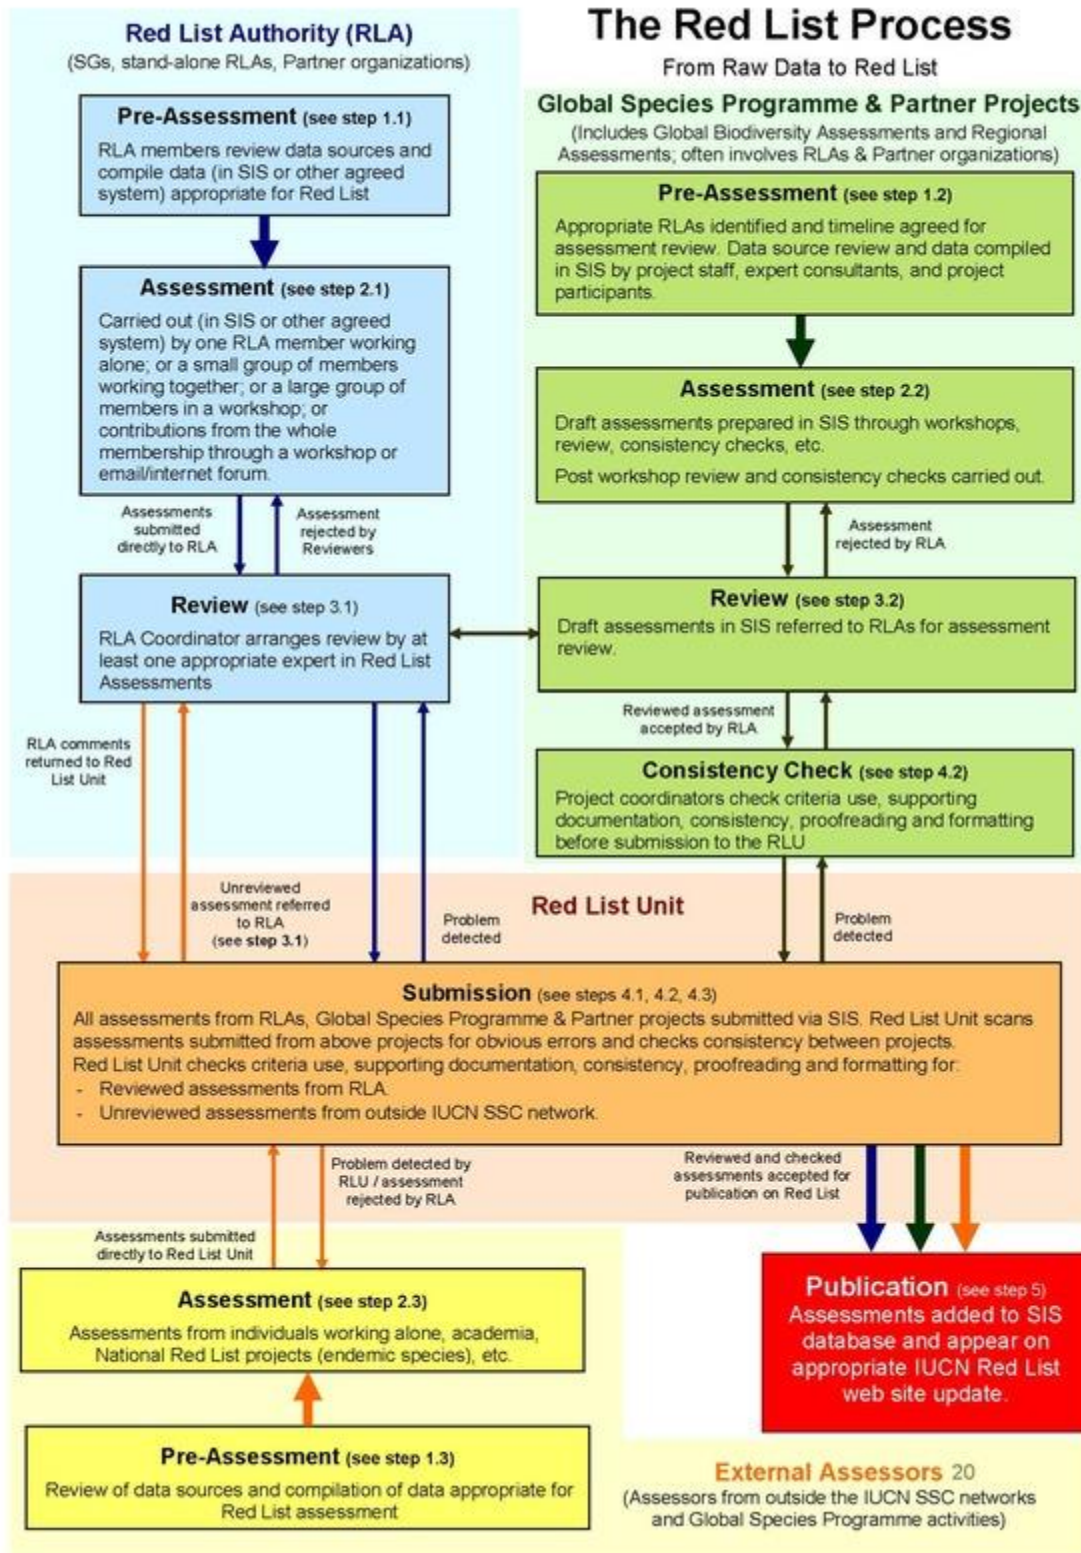 The Red List Process
From Raw Data to Red List
Red List Authority (RLA)
(SGs, stand-alone RLAs, Partner organizations)
Pre-Assessment (see step 1.1)
RLA members review data sources and
compile data (in SIS or other agreed
system) appropriate for Red List
Assessment (see step 2.1)
Carried out (in SIS or other agreed
system) by one RLA member working
alone; or a small group of members
working together; or a large group of
members in a workshop; or
contributions from the whole
membership through a workshop or
email/internet forum.
Assessments
submitted
directly to RLA
Assessment
rejected by
Reviewers
Review (see step 3.1)
RLA Coordinator arranges review by at
least one appropriate expert in Red List
Assessments
RLA comments
returned to Red
List Unit
Global Species Programme & Partner Projects
(Includes Global Biodiversity Assessments and Regional
Assessments; often involves RLAs & Partner organizations)
Pre-Assessment (see step 1.2)
Appropriate RLAs identified and timeline agreed for
assessment review. Data source review and data compiled
in SIS by project staff, expert consultants, and project
participants.
Assessment (see step 2.2)
Draft assessments prepared in SIS through workshops,
review, consistency checks, etc.
Post workshop review and consistency checks carried out.
Assessment
rejected by RLA
Review (see step 3.2)
Draft assessments in SIS referred to RLAs for assessment
review.
Reviewed assessment
accepted by RLA
Consistency Check (see step 4.2)
Project coordinators check criteria use, supporting
documentation, consistency, proofreading and formatting
before submission to the RLU
Red List Unit
Unreviewed
assessment referred
to RLA
(see step 3.1)
Problem
detected
Problem
detected
Submission (see steps 4.1, 4.2, 4.3)
All assessments from RLAs, Global Species Programme & Partner projects submitted via SIS. Red List Unit scans
assessments submitted from above projects for obvious errors and checks consistency between projects.
Red List Unit checks criteria use, supporting documentation, consistency, proofreading and formatting for:
- Reviewed assessments from RLA.
- Unreviewed assessments from outside IUCN SSC network.
Problem detected by
RLU / assessment
rejected by RLA
Reviewed and checked
assessments accepted for
publication on Red List
Assessments submitted
directly to Red List Unit
Assessment (see step 2.3)
Assessments from individuals working alone, academia,
National Red List projects (endemic species), etc.
Pre-Assessment (see step 1.3)
Review of data sources and compilation of data appropriate for
Red List assessment
Publication (see step 5)
Assessments added to SIS
database and appear on
appropriate IUCN Red List
web site update.
External Assessors 20
(Assessors from outside the IUCN SSC networks
and Global Species Programme activities)